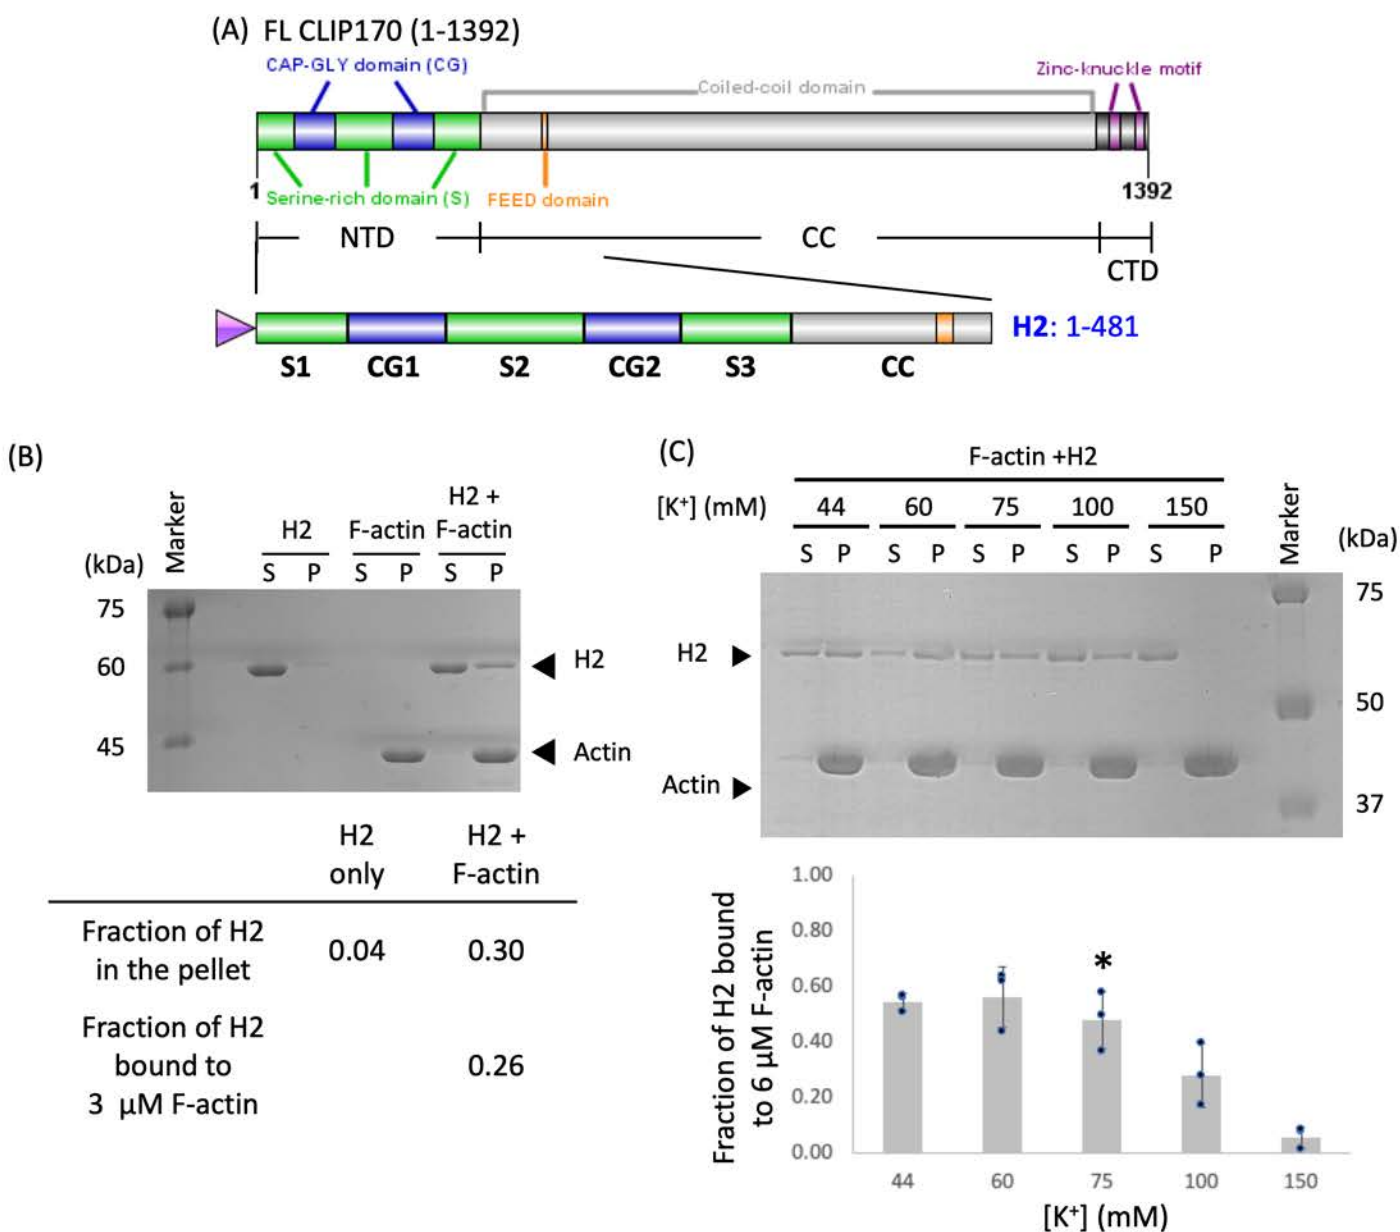 (A) FL CLIP170 (1-1392)
CAP-GLY domain (CG)
Coiled-coil domain
Zinc-knuckle motif
1
Serine-rich domain (S)
FEED domain
1392
NTD
CC
CTD
H2: 1-481
S1 CG1 S2 CG2 S3 CC
(B)
Marker
H2
F-actin
H2 +
F-actin
(kDa)
S P S P S P
75
60
45
H2
Actin
H2
only
H2 +
F-actin
Fraction of H2
in the pellet
0.04 0.30
Fraction of H2
bound to
3 μM F-actin
0.26
(C)
F-actin +H2
[K+] (mM) 44 60 75 100 150
S P S P S P S P S P
Marker
(kDa)
H2
Actin
75
50
37
Fraction of H2 bound
to 6 μM F-actin
1.00
0.80
0.60
0.40
0.20
0.00
*
44 60 75 100 150
[K+] (mM)